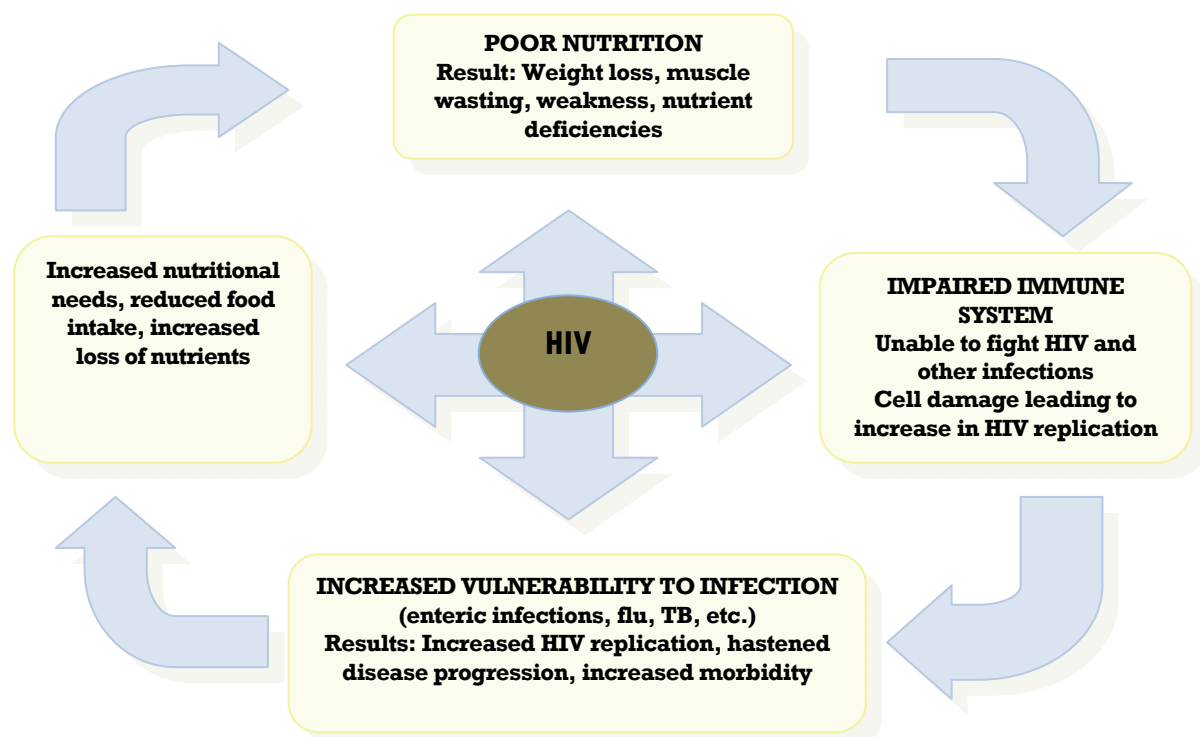 POOR NUTRITION
Result: Weight loss, muscle
wasting, weakness, nutrient
deficiencies
Increased nutritional
needs, reduced food
intake, increased
loss of nutrients
HIV
IMPAIRED IMMUNE
SYSTEM
Unable to fight HIV and
other infections
Cell damage leading to
increase in HIV replication
INCREASED VULNERABILITY TO INFECTION
(enteric infections, flu, TB, etc.)
Results: Increased HIV replication, hastened
disease progression, increased morbidity